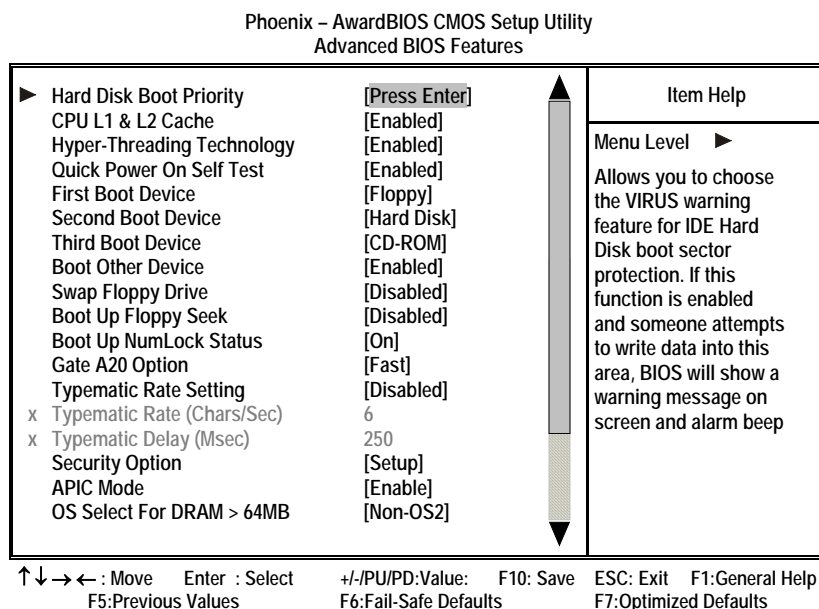 Phoenix – AwardBIOS CMOS Setup Utility
Advanced BIOS Features
► Hard Disk Boot Priority [Press Enter]
CPU L1 & L2 Cache [Enabled]
Hyper-Threading Technology [Enabled]
Quick Power On Self Test [Enabled]
First Boot Device [Floppy]
Second Boot Device [Hard Disk]
Third Boot Device [CD-ROM]
Boot Other Device [Enabled]
Swap Floppy Drive [Disabled]
Boot Up Floppy Seek [Disabled]
Boot Up NumLock Status [On]
Gate A20 Option [Fast]
Typematic Rate Setting [Disabled]
x Typematic Rate (Chars/Sec) 6
x Typematic Delay (Msec) 250
Security Option [Setup]
APIC Mode [Enable]
OS Select For DRAM > 64MB [Non-OS2]
Item Help
Menu Level ►
Allows you to choose
the VIRUS warning
feature for IDE Hard
Disk boot sector
protection. If this
function is enabled
and someone attempts
to write data into this
area, BIOS will show a
warning message on
screen and alarm beep
↑↓→← : Move Enter : Select +/-/PU/PD:Value: F10: Save ESC: Exit F1:General Help
F5:Previous Values F6:Fail-Safe Defaults F7:Optimized Defaults